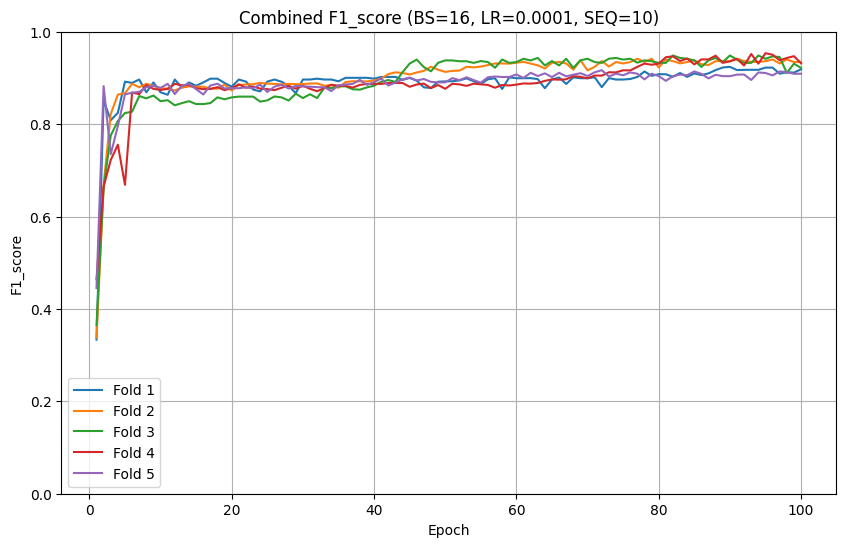 Combined F1_score (BS=16, LR=0.0001, SEQ=10)
F1_score
1.0
0.8
0.6
0.4
0.2
0.0
Fold 1
Fold 2
Fold 3
Fold 4
Fold 5
0 20 40 60 80 100
Epoch